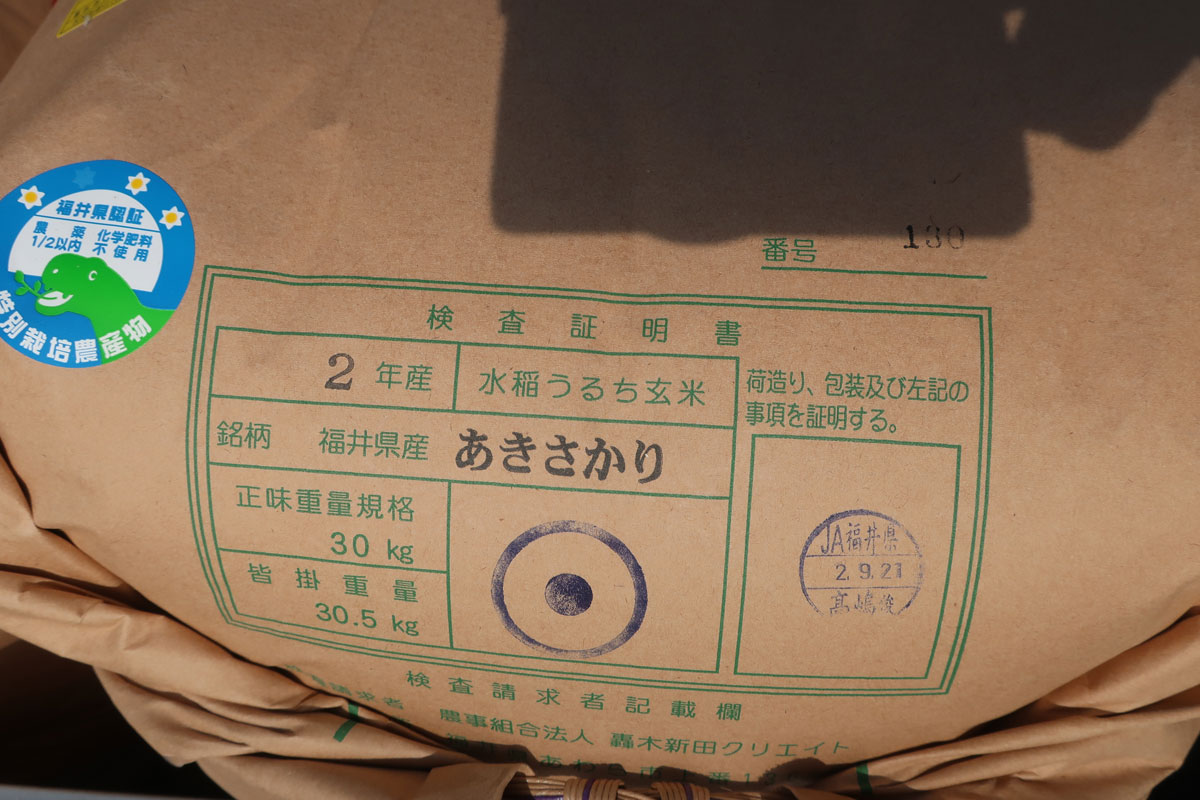 福井県認証
農薬 化学肥料
1/2以内 不使用
特別栽培農産物
番号 130
検査証明書
2年産 水稲うるち玄米
銘柄 福井県産 あきさかり
正味重量規格
30 kg
皆掛重量
30.5 kg
荷造り、包装及び左記の
事項を証明する。
JA福井県
2.9.21
髙嶋俊
検査請求者記載欄
農事組合法人 轟木新田クリエイト